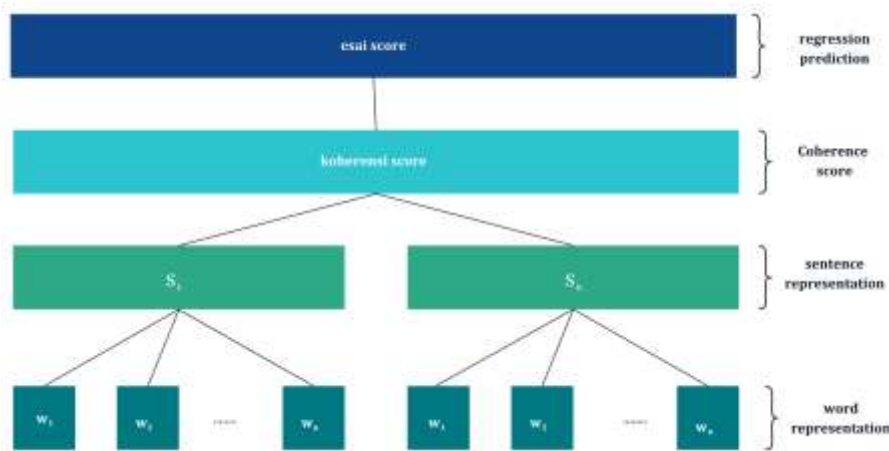 esai score
regression
prediction
koherensi score
Coherence
score
S₁
Sₙ
sentence
representation
w₁
w₂
......
wₙ
w₁
w₂
......
wₙ
word
representation